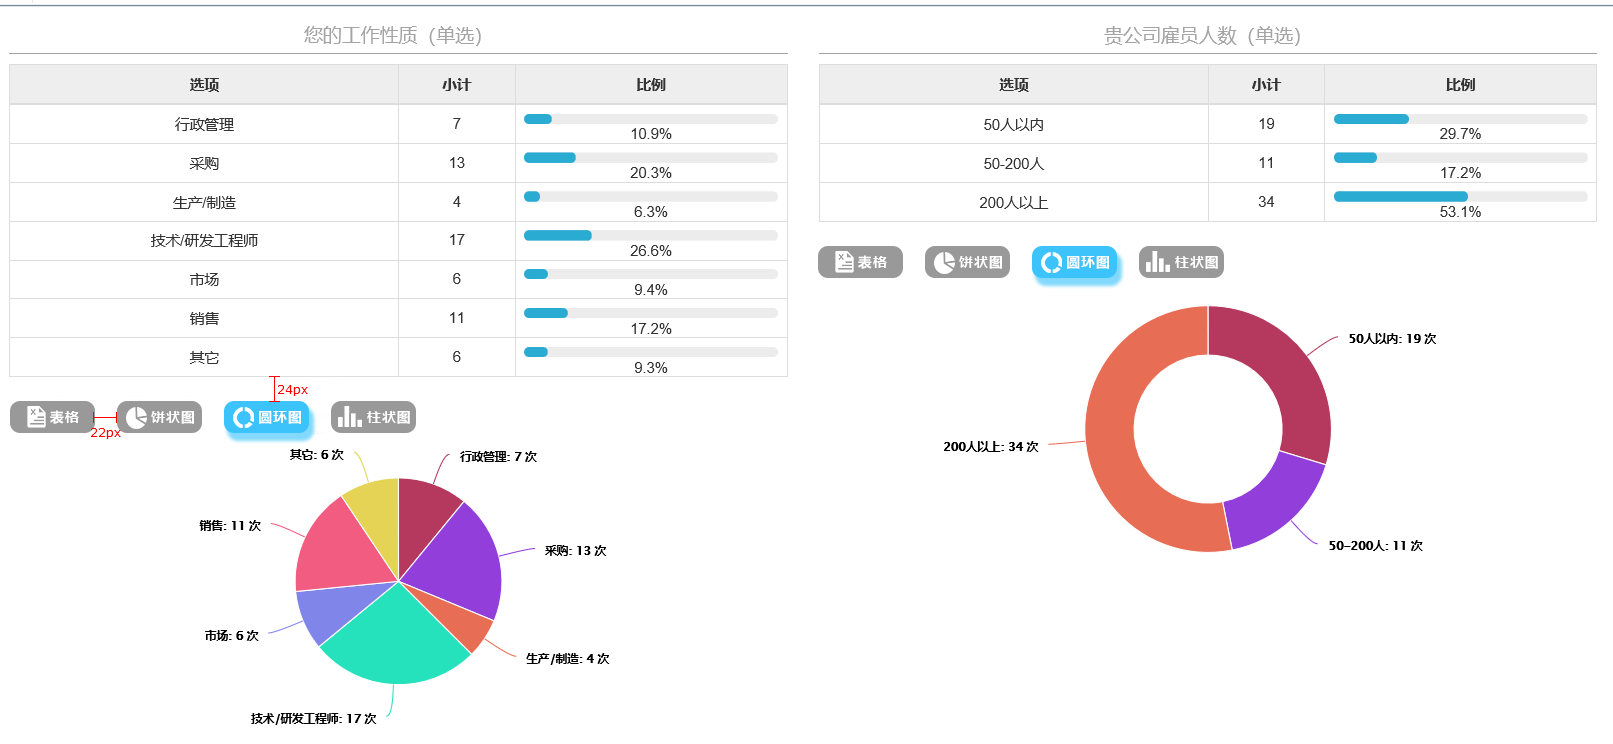 您的工作性质（单选）
选项 小计 比例
行政管理 7 10.9%
采购 13 20.3%
生产/制造 4 6.3%
技术/研发工程师 17 26.6%
市场 6 9.4%
销售 11 17.2%
其它 6 9.3%
24px
表格 饼状图 圆环图 柱状图
22px
其它: 6 次
行政管理: 7 次
销售: 11 次
采购: 13 次
市场: 6 次
生产/制造: 4 次
技术/研发工程师: 17 次
贵公司雇员人数（单选）
选项 小计 比例
50人以内 19 29.7%
50-200人 11 17.2%
200人以上 34 53.1%
表格 饼状图 圆环图 柱状图
50人以内: 19 次
200人以上: 34 次
50-200人: 11 次